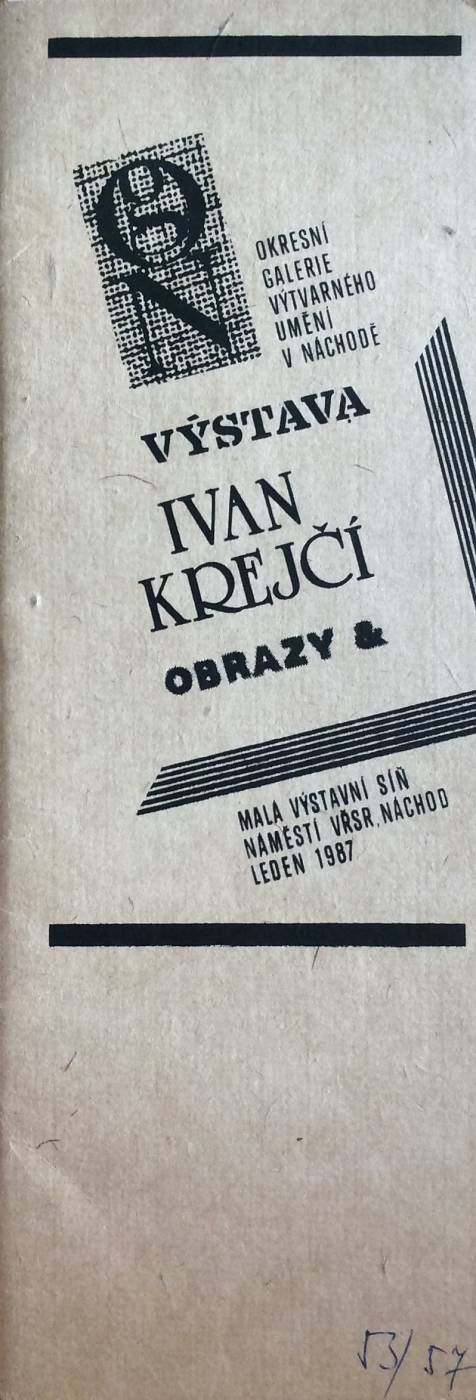 OKRESNÍ
GALERIE
VÝTVARNÉHO
UMĚNÍ
V NÁCHODĚ
VÝSTAVA
IVAN
KREJČÍ
OBRAZY &
MALÁ VÝSTAVNÍ SÍŇ
NÁMĚSTÍ VŘSR, NÁCHOD
LEDEN 1987
53/57